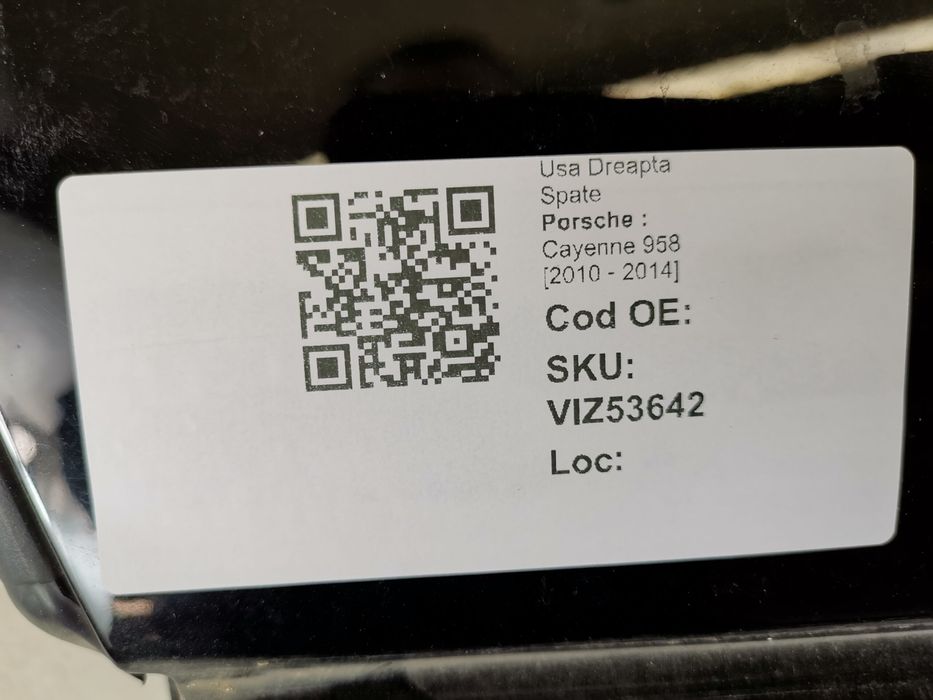 Usa Dreapta
Spate
Porsche :
Cayenne 958
[2010 - 2014]
Cod OE:
SKU:
VIZ53642
Loc: